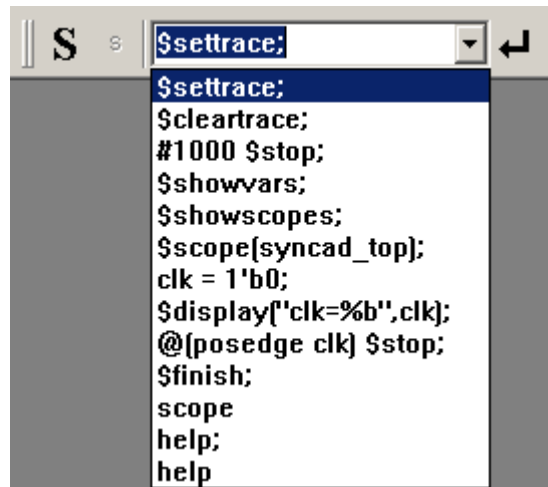 S s $settrace;
$settrace;
$cleartrace;
#1000 $stop;
$showvars;
$showscopes;
$scope(syncad_top);
clk = 1'b0;
$display("clk=%b",clk);
@(posedge clk) $stop;
$finish;
scope
help;
help